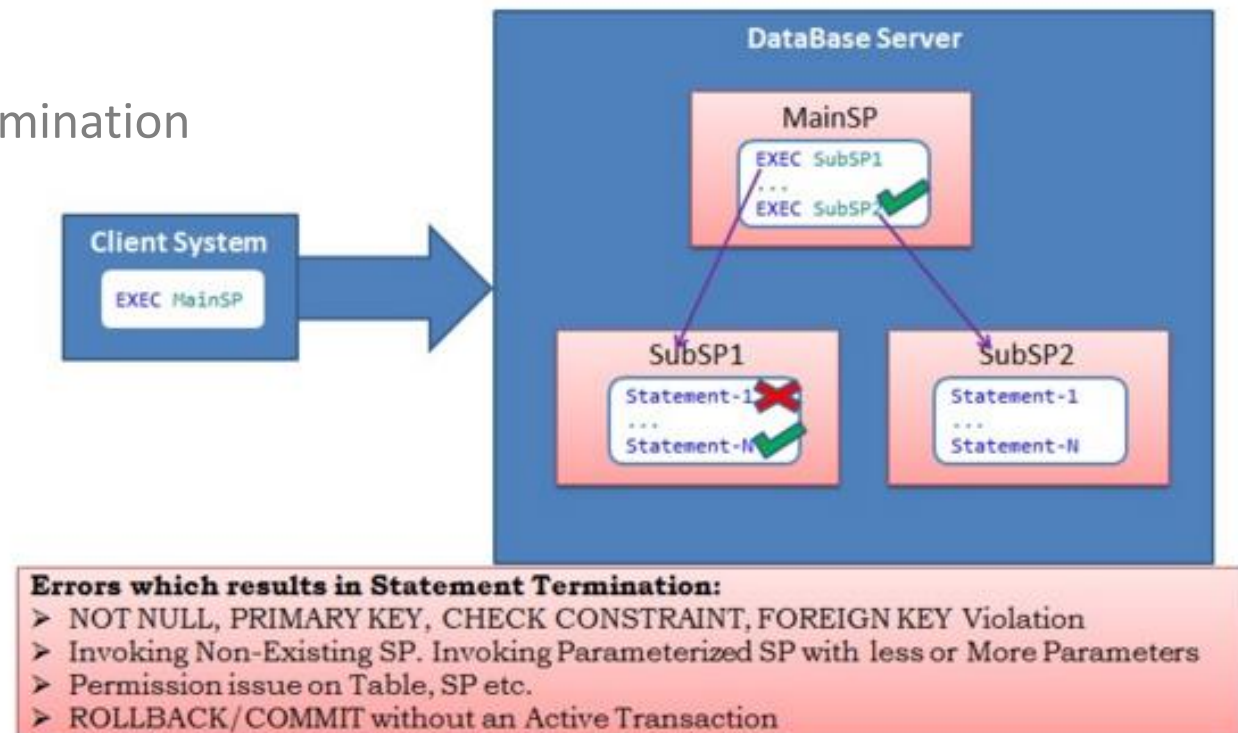 mination
DataBase Server
MainSP
EXEC SubSP1
...
EXEC SubSP2
Client System
EXEC MainSP
SubSP1
Statement-1
...
Statement-N
SubSP2
Statement-1
...
Statement-N
Errors which results in Statement Termination:
➢ NOT NULL, PRIMARY KEY, CHECK CONSTRAINT, FOREIGN KEY Violation
➢ Invoking Non-Existing SP. Invoking Parameterized SP with less or More Parameters
➢ Permission issue on Table, SP etc.
➢ ROLLBACK/COMMIT without an Active Transaction